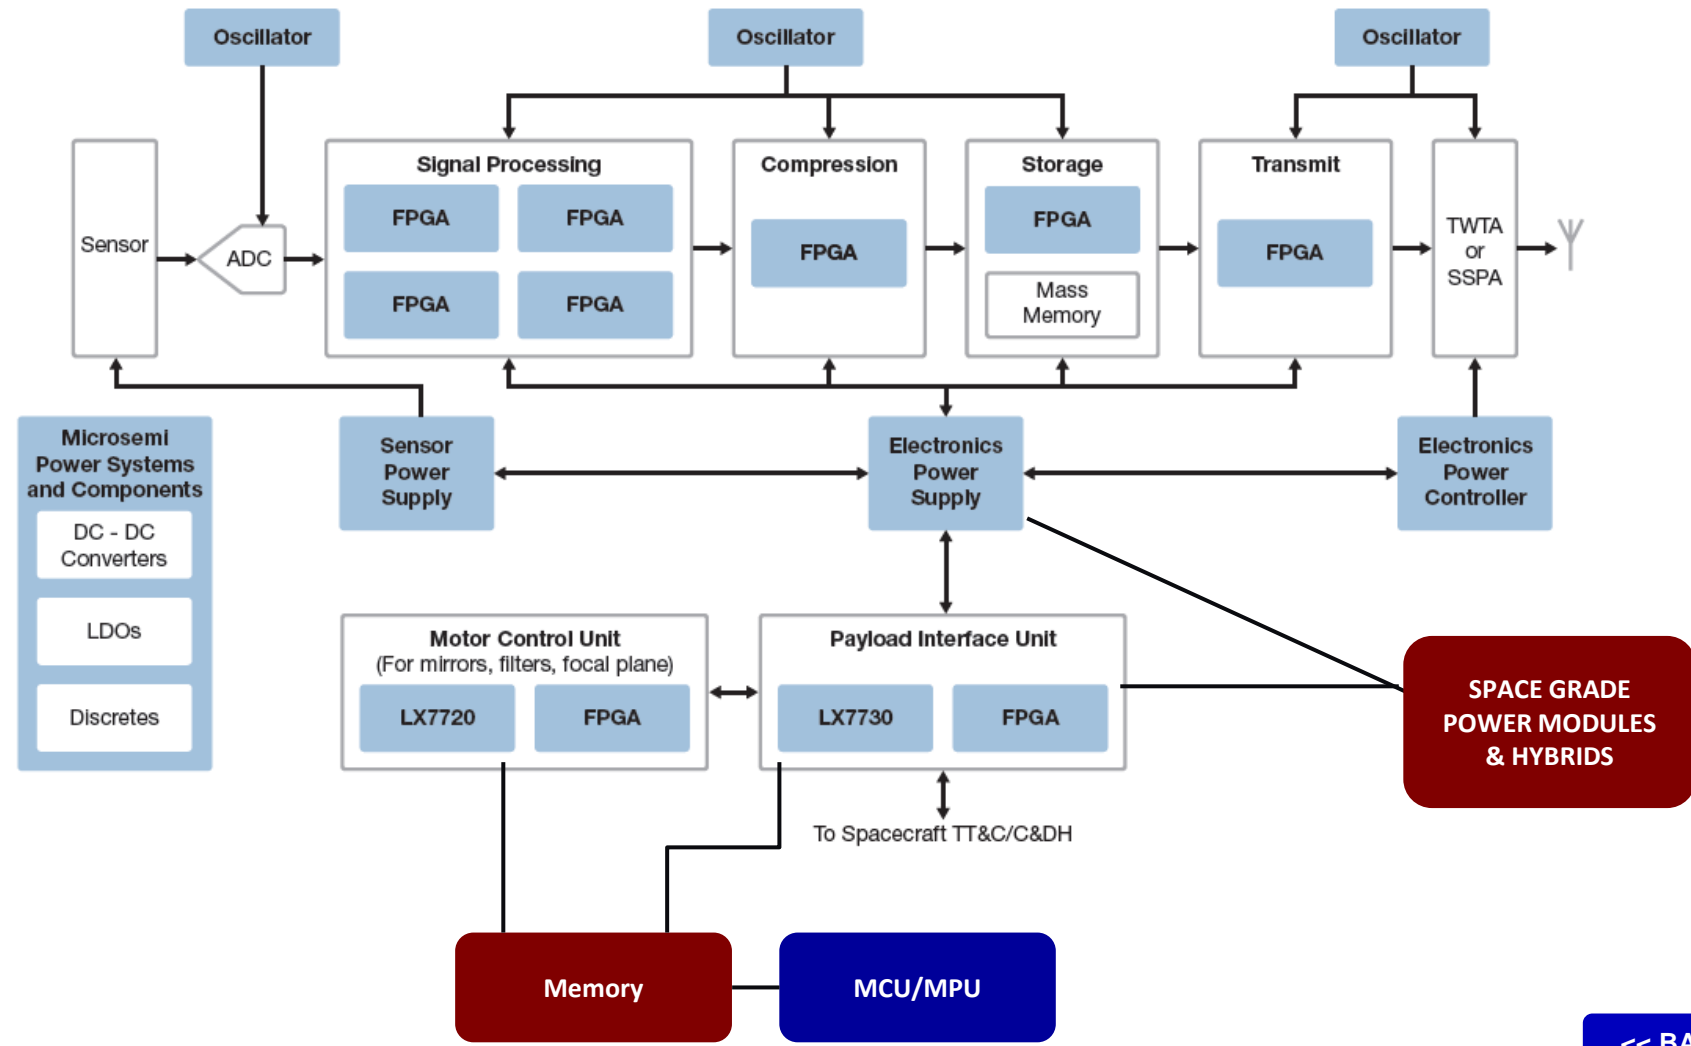 Oscillator
Oscillator
Oscillator
Sensor
ADC
Signal Processing
FPGA
FPGA
FPGA
FPGA
Compression
FPGA
Storage
FPGA
Mass
Memory
Transmit
FPGA
TWTA
or
SSPA
Microsemi
Power Systems
and Components
DC - DC
Converters
LDOs
Discretes
Sensor
Power
Supply
Electronics
Power
Supply
Electronics
Power
Controller
Motor Control Unit
(For mirrors, filters, focal plane)
LX7720
FPGA
Payload Interface Unit
LX7730
FPGA
To Spacecraft TT&C/C&DH
SPACE GRADE
POWER MODULES
& HYBRIDS
Memory
MCU/MPU
<< BA